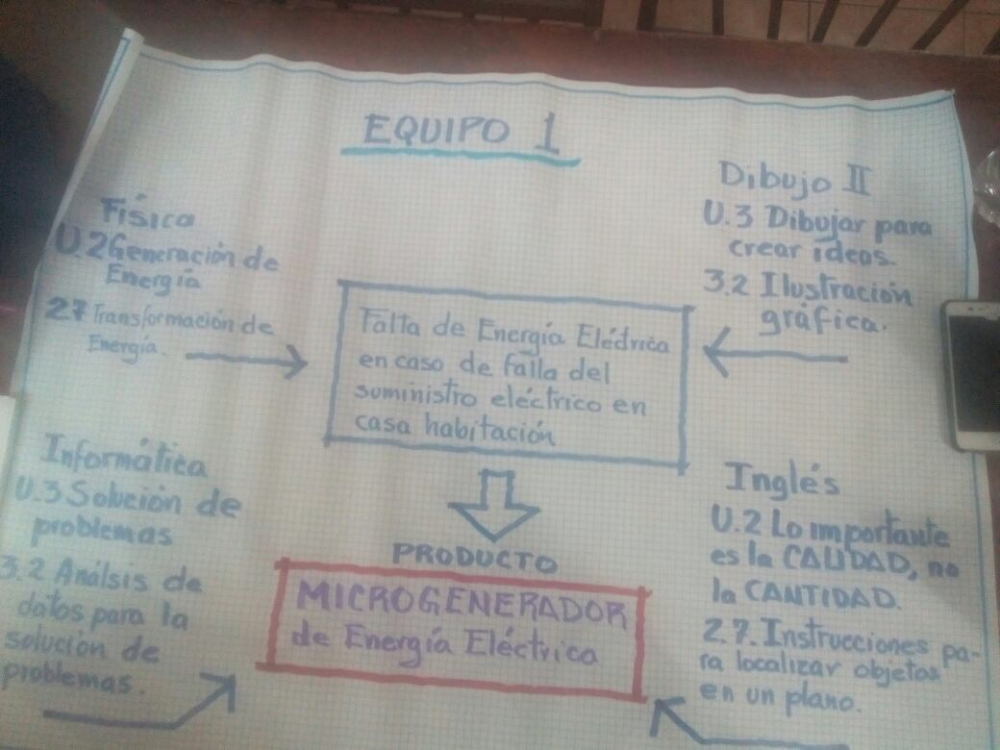 EQUIPO 1
Física
U.2 Generación de
Energía
2.7 Transformación de
Energía.
Dibujo II
U.3 Dibujar para
crear ideas.
3.2 Ilustración
gráfica.
Falta de Energía Eléctrica
en caso de falla del
suministro eléctrico en
casa habitación
Informática
U.3 Solución de
problemas
3.2 Análsis de
datos para la
solución de
problemas.
Inglés
U.2 Lo importante
es la CALIDAD, no
la CANTIDAD.
2.7. Instrucciones pa-
ra localizar objetos
en un plano.
PRODUCTO
MICROGENERADOR
de Energía Eléctrica